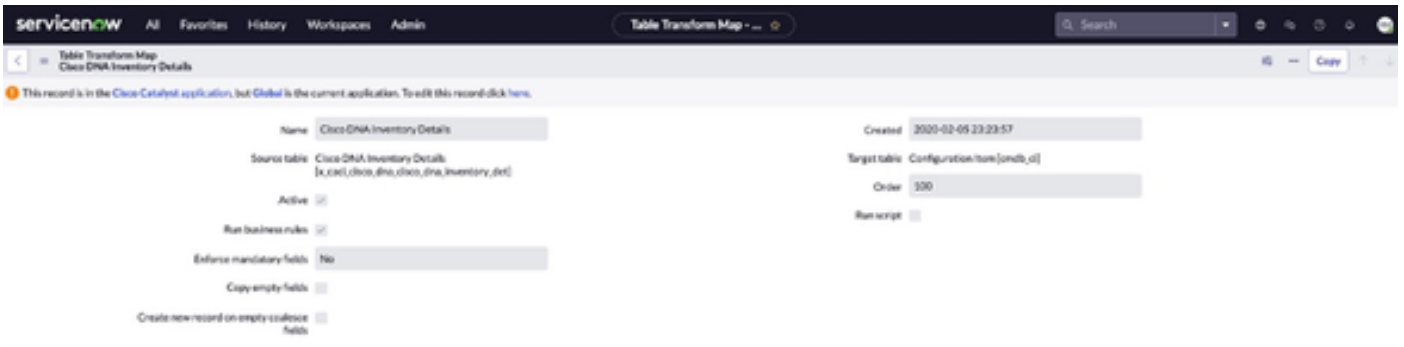 servicenow All Favorites History Workspaces Admin Table Transform Map - ... Search
Table Transform Map
Cisco DNA Inventory Details
Copy
This record is in the Cisco Catalyst application, but Global is the current application. To edit this record click here.
Name Cisco DNA Inventory Details
Created 2020-02-05 23:23:57
Source table Cisco DNA Inventory Details
[x_caci_cisco_dna_cisco_dna_inventory_det]
Target table Configuration Item [cmdb_ci]
Order 100
Active
Run script
Run business rules
Enforce mandatory fields No
Copy empty fields
Create new record on empty coalesce
fields